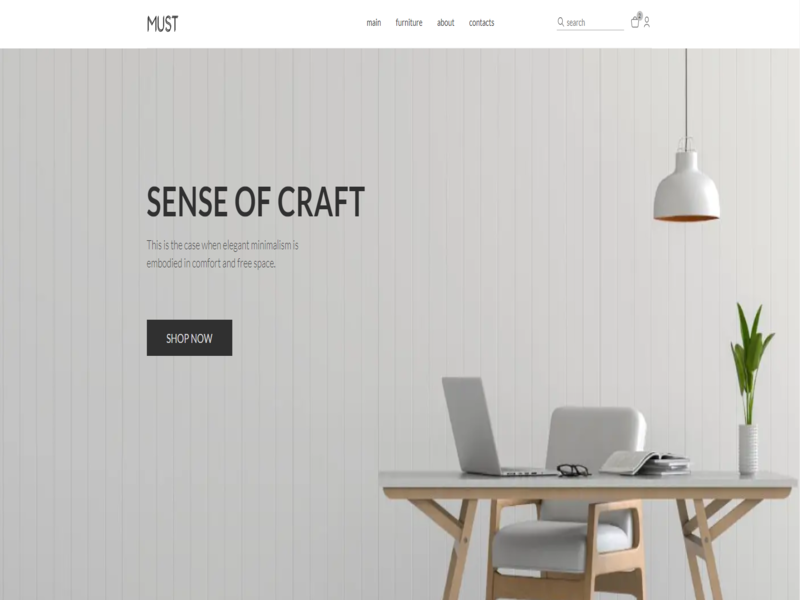 MUST
main furniture about contacts
search
SENSE OF CRAFT
This is the case when elegant minimalism is
embodied in comfort and free space.
SHOP NOW